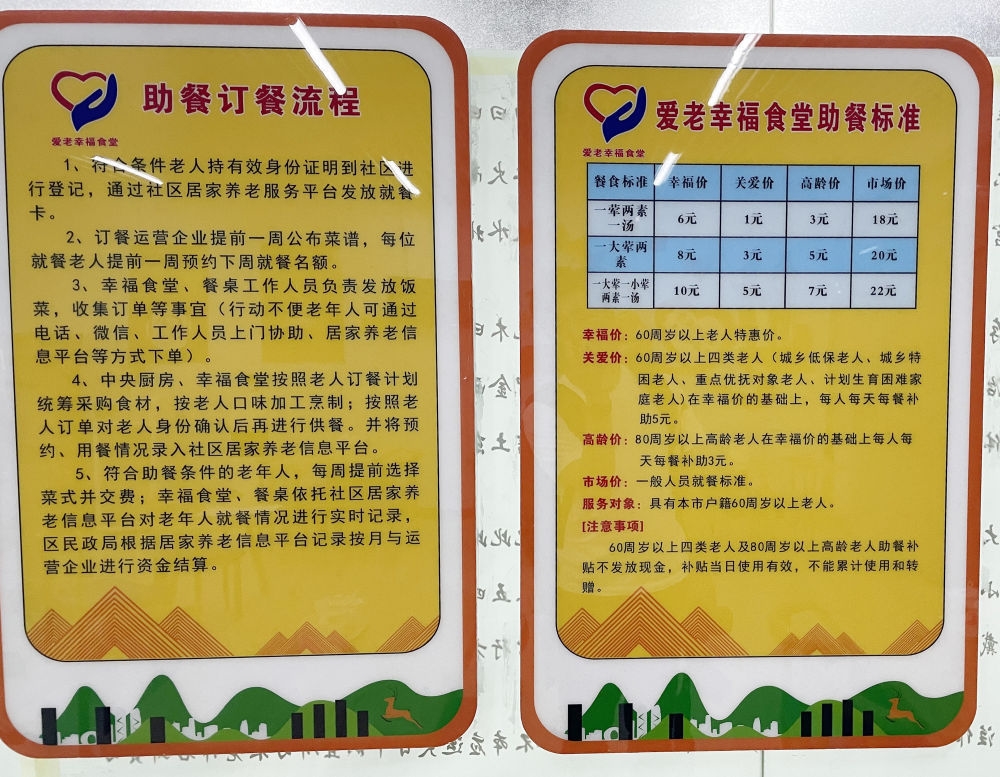 助餐订餐流程
爱老幸福食堂
1、符合条件老人持有效身份证明到社区进
行登记，通过社区居家养老服务平台发放就餐
卡。
2、订餐运营企业提前一周公布菜谱，每位
就餐老人提前一周预约下周就餐名额。
3、幸福食堂、餐桌工作人员负责发放饭
菜，收集订单等事宜（行动不便老年人可通过
电话、微信、工作人员上门协助、居家养老信
息平台等方式下单）。
4、中央厨房、幸福食堂按照老人订餐计划
统筹采购食材，按老人口味加工烹制；按照老
人订单对老人身份确认后再进行供餐。并将预
约、用餐情况录入社区居家养老信息平台。
5、符合助餐条件的老年人，每周提前选择
菜式并交费；幸福食堂、餐桌依托社区居家养
老信息平台对老年人就餐情况进行实时记录，
区民政局根据居家养老信息平台记录按月与运
营企业进行资金结算。
爱老幸福食堂助餐标准
爱老幸福食堂
餐食标准 幸福价 关爱价 高龄价 市场价
一荤两素
一汤 6元 1元 3元 18元
一大荤两
素 8元 3元 5元 20元
一大荤一小荤
两素一汤 10元 5元 7元 22元
幸福价：60周岁以上老人特惠价。
关爱价：60周岁以上四类老人（城乡低保老人、城乡特
困老人、重点优抚对象老人、计划生育困难家
庭老人)在幸福价的基础上，每人每天每餐补
助5元。
高龄价：80周岁以上高龄老人在幸福价的基础上每人每
天每餐补助3元。
市场价：一般人员就餐标准。
服务对象：具有本市户籍60周岁以上老人。
[注意事项]
60周岁以上四类老人及80周岁以上高龄老人助餐补
贴不发放现金，补贴当日使用有效，不能累计使用和转
赠。